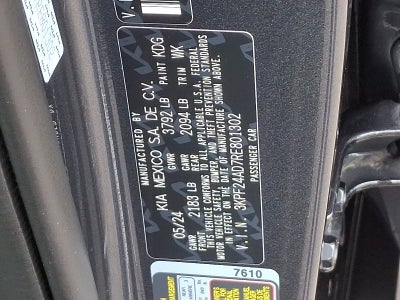 MANUFACTURED BY
KIA MEXICO S.A. DE C.V.
05/24 GVWR 3792 LB PAINT KDG
GAWR GAWR
FRONT 2183 LB REAR 2094 LB TRIM WK
THIS VEHICLE CONFORMS TO ALL APPLICABLE U.S.A. FEDERAL
MOTOR VEHICLE SAFETY, BUMPER, AND THEFT PREVENTION STANDARDS
IN EFFECT ON THE DATE OF MANUFACTURE SHOWN ABOVE.
V.I.N. : 3KPF24AD7RE801302
PASSENGER CAR
7610